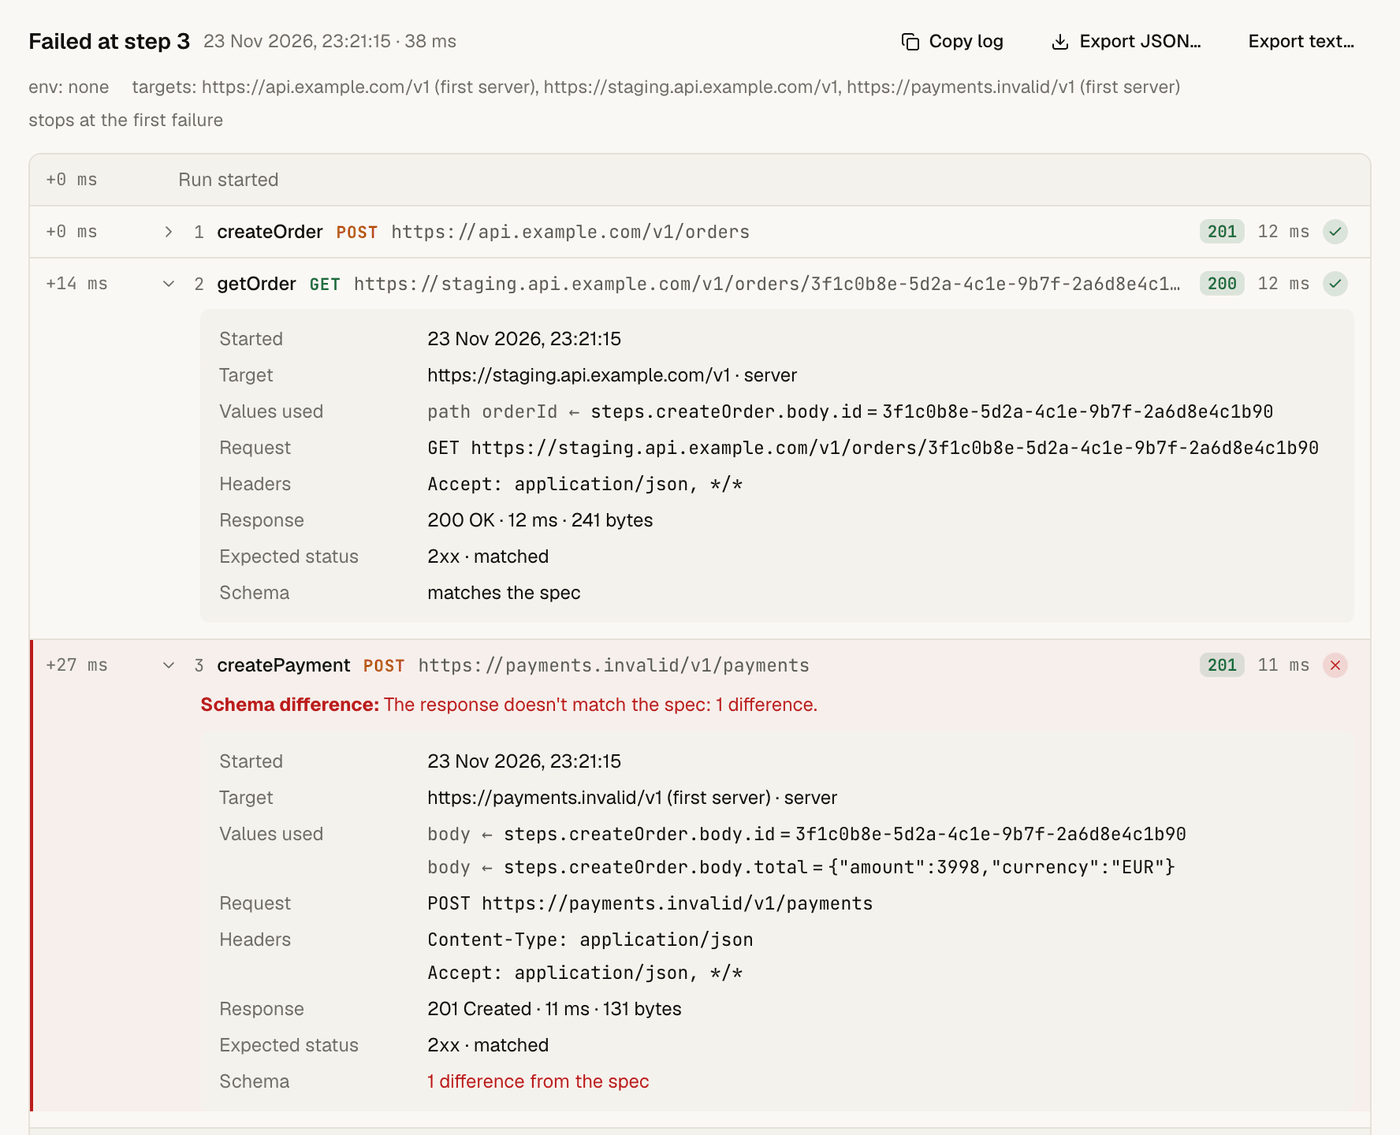 Failed at step 3 23 Nov 2026, 23:21:15 · 38 ms Copy log Export JSON... Export text...
env: none targets: https://api.example.com/v1 (first server), https://staging.api.example.com/v1, https://payments.invalid/v1 (first server)
stops at the first failure
+0 ms Run started
+0 ms 1 createOrder POST https://api.example.com/v1/orders 201 12 ms
+14 ms 2 getOrder GET https://staging.api.example.com/v1/orders/3f1c0b8e-5d2a-4c1e-9b7f-2a6d8e4c1… 200 12 ms
Started 23 Nov 2026, 23:21:15
Target https://staging.api.example.com/v1 · server
Values used path orderId ← steps.createOrder.body.id = 3f1c0b8e-5d2a-4c1e-9b7f-2a6d8e4c1b90
Request GET https://staging.api.example.com/v1/orders/3f1c0b8e-5d2a-4c1e-9b7f-2a6d8e4c1b90
Headers Accept: application/json, */*
Response 200 OK · 12 ms · 241 bytes
Expected status 2xx · matched
Schema matches the spec
+27 ms 3 createPayment POST https://payments.invalid/v1/payments 201 11 ms
Schema difference: The response doesn't match the spec: 1 difference.
Started 23 Nov 2026, 23:21:15
Target https://payments.invalid/v1 (first server) · server
Values used body ← steps.createOrder.body.id = 3f1c0b8e-5d2a-4c1e-9b7f-2a6d8e4c1b90
body ← steps.createOrder.body.total = {"amount":3998,"currency":"EUR"}
Request POST https://payments.invalid/v1/payments
Headers Content-Type: application/json
Accept: application/json, */*
Response 201 Created · 11 ms · 131 bytes
Expected status 2xx · matched
Schema 1 difference from the spec